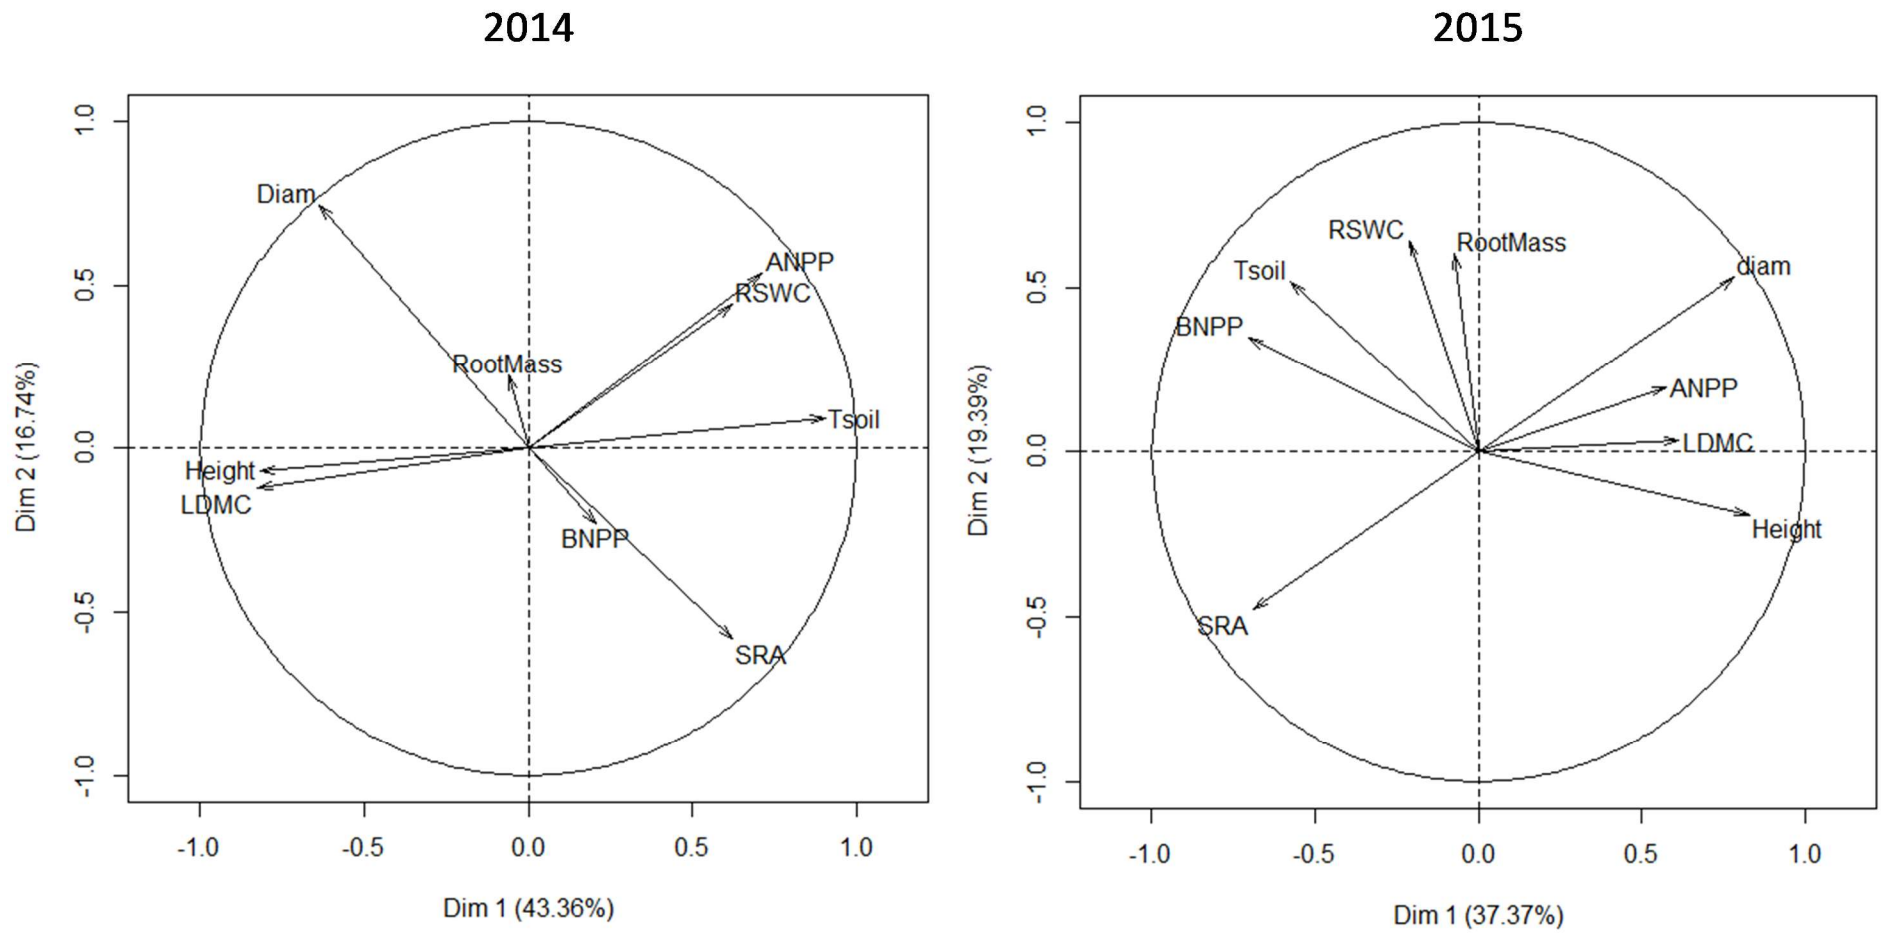 2014
1.0
0.5
0.0
-0.5
-1.0
Dim 2 (16.74%)
Diam
ANPP
RSWC
RootMass
Tsoil
Height
LDMC
BNPP
SRA
-1.0 -0.5 0.0 0.5 1.0
Dim 1 (43.36%)
2015
1.0
0.5
0.0
-0.5
-1.0
Dim 2 (19.39%)
RSWC
RootMass
Tsoil
diam
BNPP
ANPP
LDMC
Height
SRA
-1.0 -0.5 0.0 0.5 1.0
Dim 1 (37.37%)